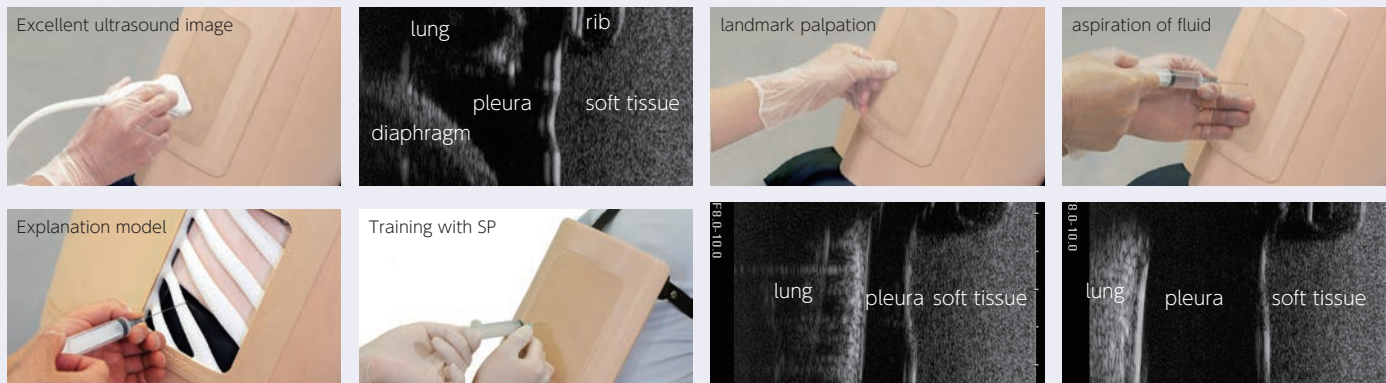 Excellent ultrasound image
lung
rib
pleura
soft tissue
diaphragm
landmark palpation
aspiration of fluid
Explanation model
Training with SP
F8.0-10.0
lung
pleura
soft tissue
8.0-10.0
lung
pleura
soft tissue